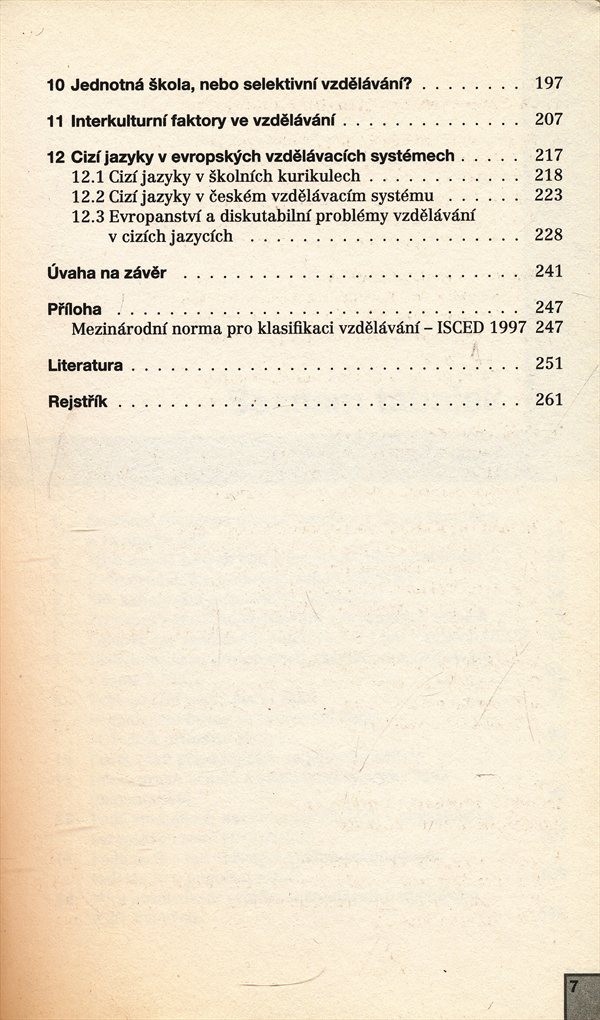 10 Jednotná škola, nebo selektivní vzdělávání? . . . . . . . . 197
11 Interkulturní faktory ve vzdělávání . . . . . . . . . . . . . . 207
12 Cizí jazyky v evropských vzdělávacích systémech . . . . . 217
12.1 Cizí jazyky v školních kurikulech . . . . . . . . . . . . 218
12.2 Cizí jazyky v českém vzdělávacím systému . . . . . . 223
12.3 Evropanství a diskutabilní problémy vzdělávání
v cizích jazycích . . . . . . . . . . . . . . . . . . . . . 228
Úvaha na závěr . . . . . . . . . . . . . . . . . . . . . . . . . . 241
Příloha . . . . . . . . . . . . . . . . . . . . . . . . . . . . . . . 247
Mezinárodní norma pro klasifikaci vzdělávání – ISCED 1997 247
Literatura . . . . . . . . . . . . . . . . . . . . . . . . . . . . . . 251
Rejstřík . . . . . . . . . . . . . . . . . . . . . . . . . . . . . . . 261
7